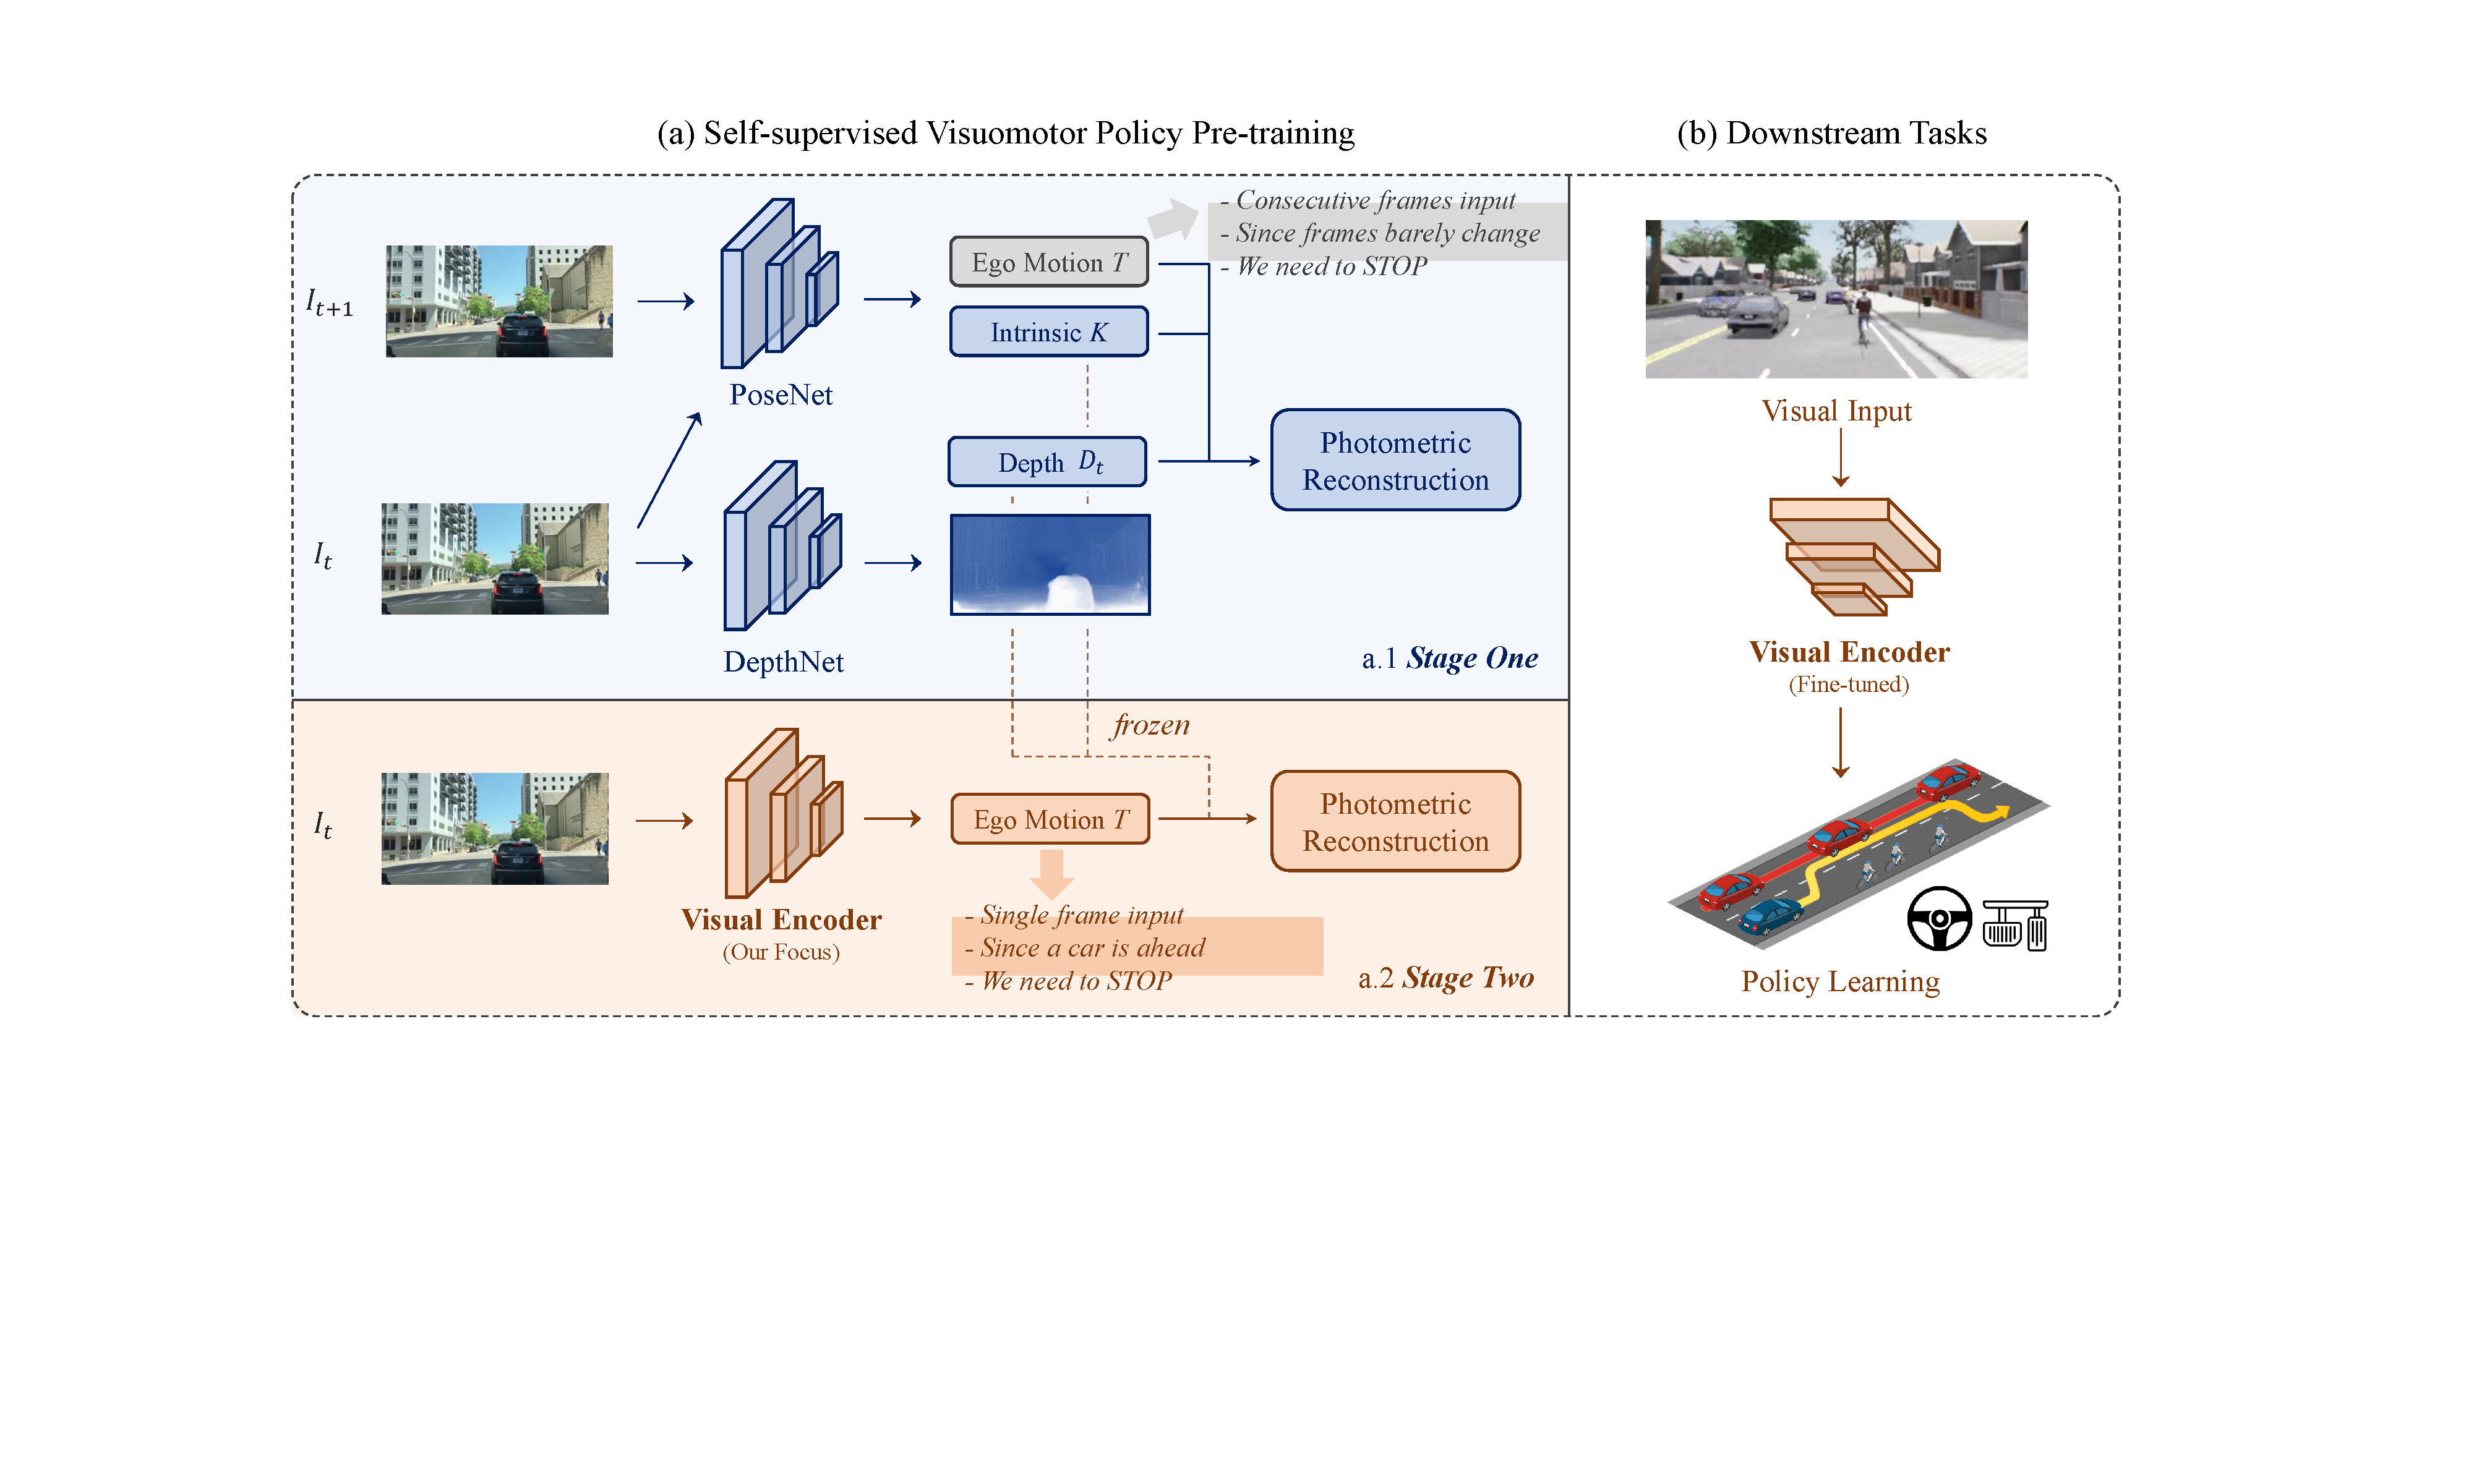 (a) Self-supervised Visuomotor Policy Pre-training
(b) Downstream Tasks
I_{t+1}
PoseNet
Ego Motion T
Intrinsic K
- Consecutive frames input
- Since frames barely change
- We need to STOP
I_t
DepthNet
Depth D_t
Photometric
Reconstruction
a.1 Stage One
frozen
I_t
Visual Encoder
(Our Focus)
Ego Motion T
- Single frame input
- Since a car is ahead
- We need to STOP
Photometric
Reconstruction
a.2 Stage Two
Visual Input
Visual Encoder
(Fine-tuned)
Policy Learning